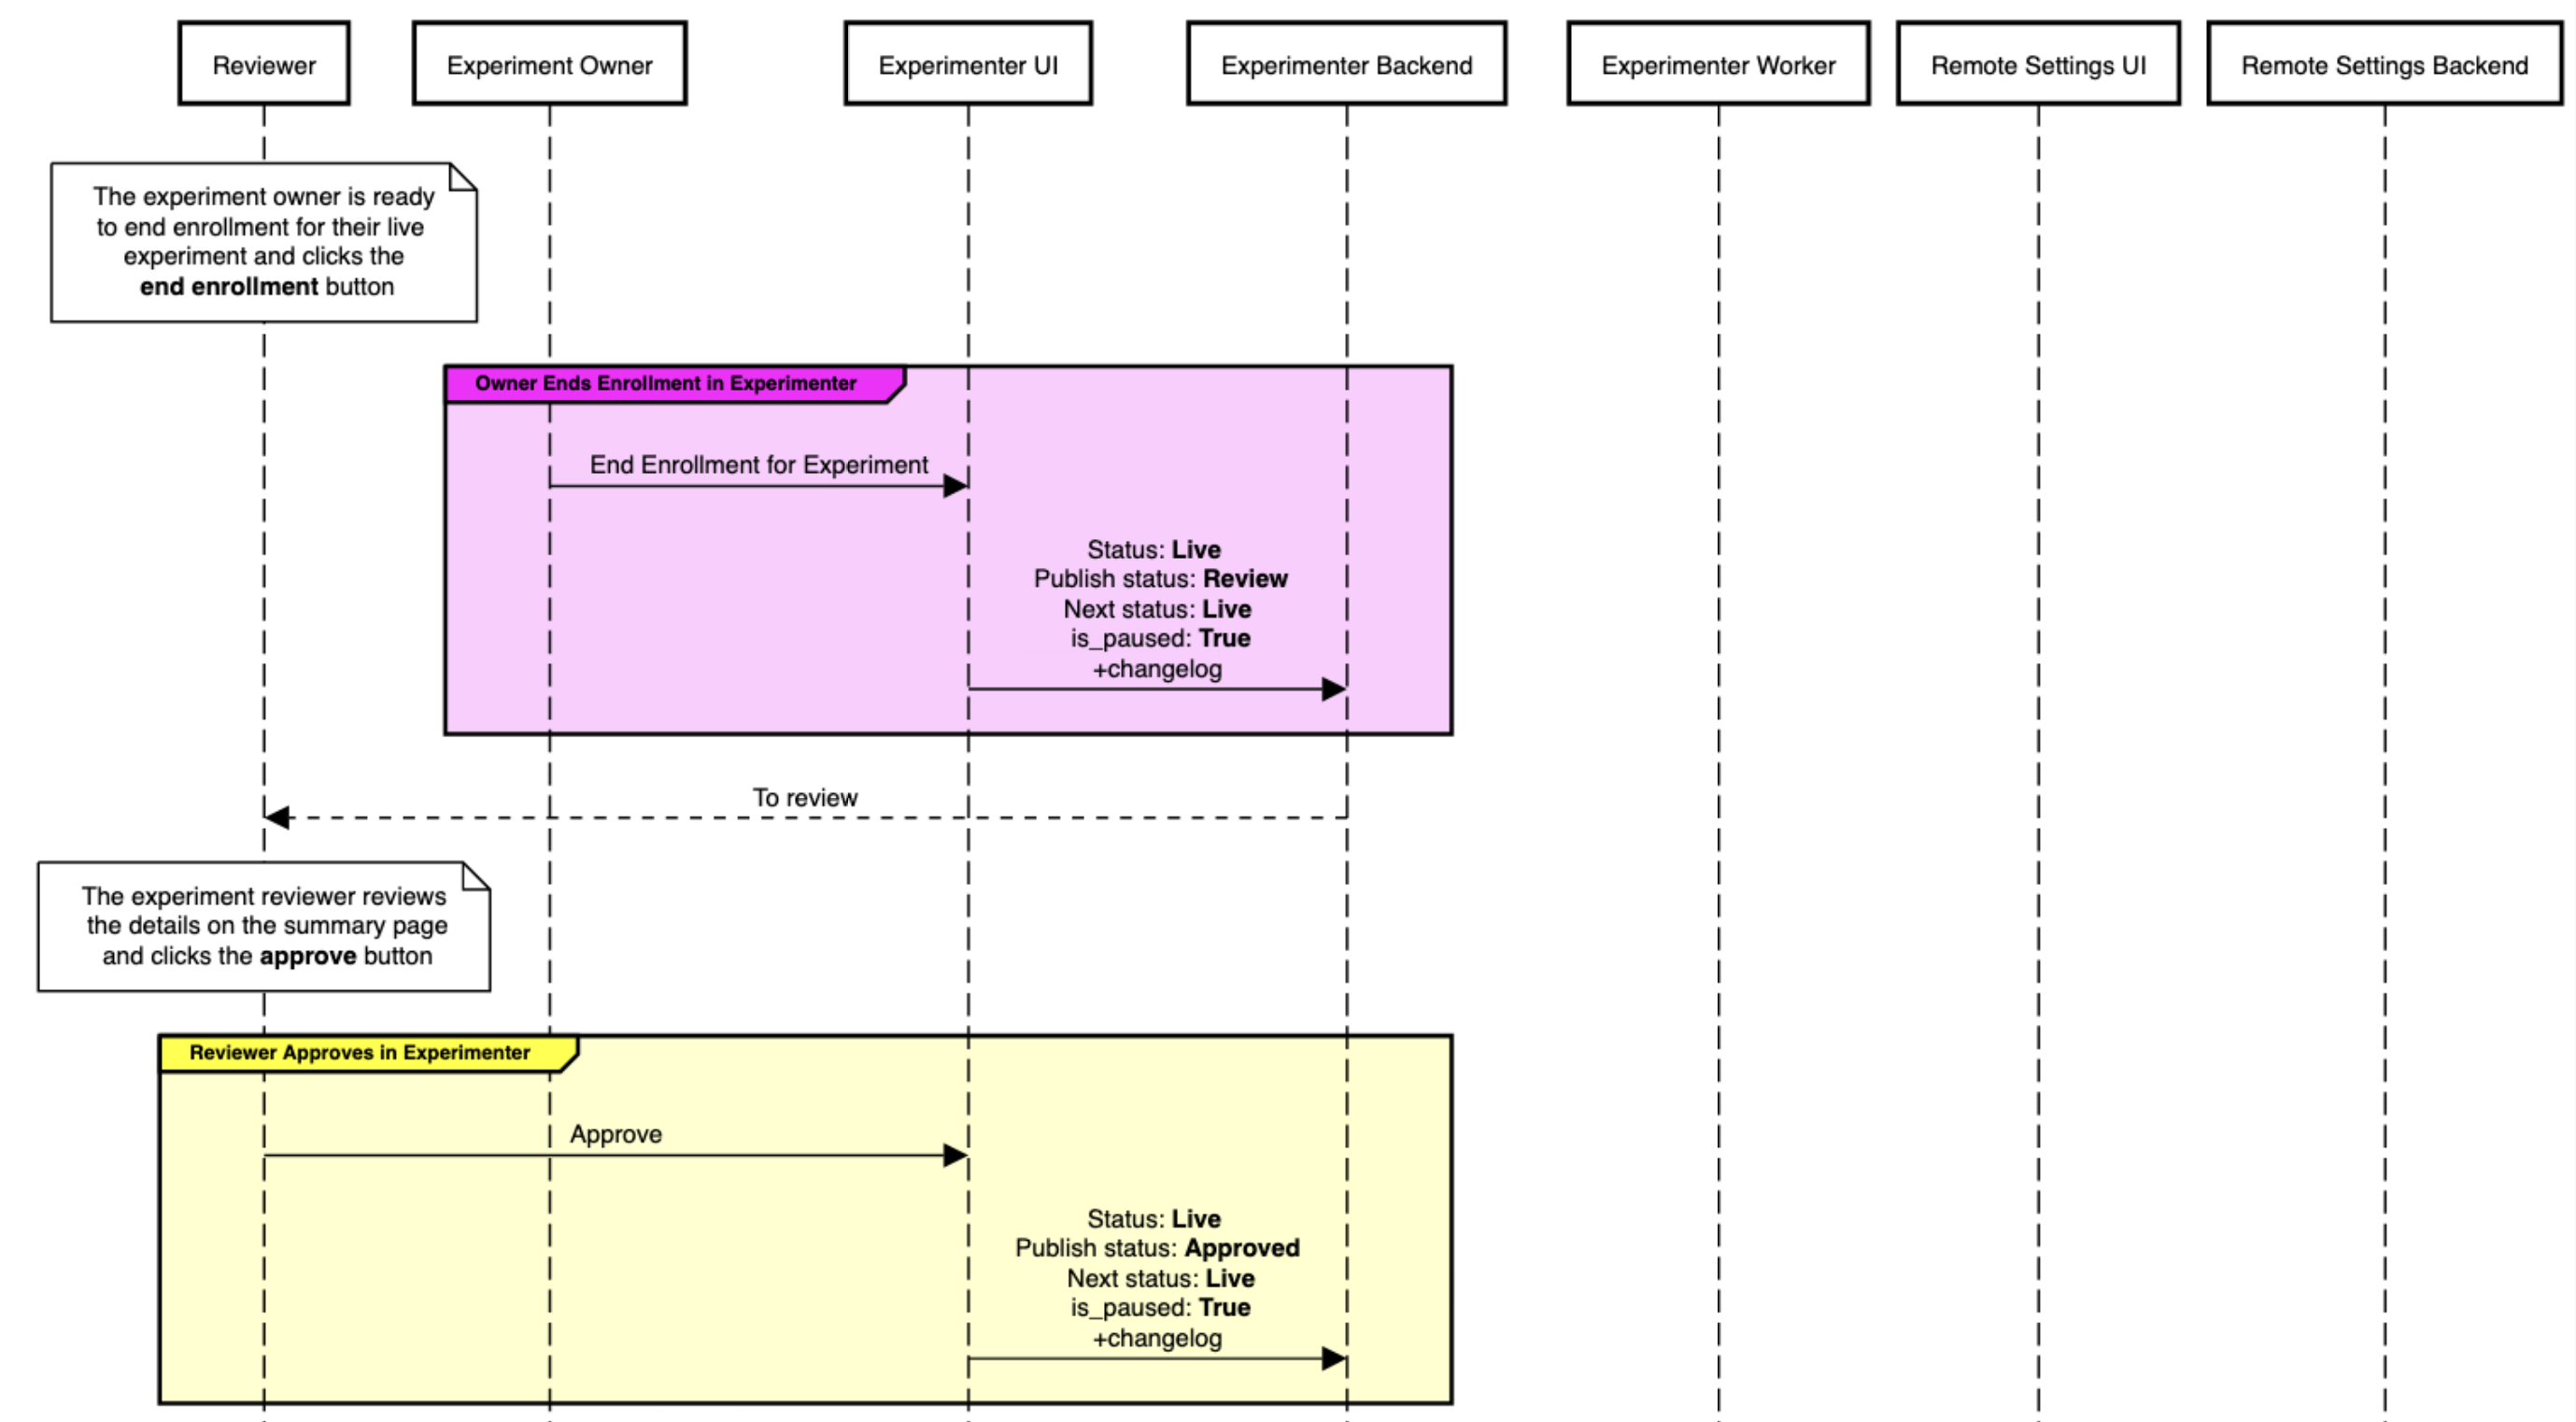 Reviewer
Experiment Owner
Experimenter UI
Experimenter Backend
Experimenter Worker
Remote Settings UI
Remote Settings Backend
The experiment owner is ready
to end enrollment for their live
experiment and clicks the
end enrollment button
Owner Ends Enrollment in Experimenter
End Enrollment for Experiment
Status: Live
Publish status: Review
Next status: Live
is_paused: True
+changelog
To review
The experiment reviewer reviews
the details on the summary page
and clicks the approve button
Reviewer Approves in Experimenter
Approve
Status: Live
Publish status: Approved
Next status: Live
is_paused: True
+changelog